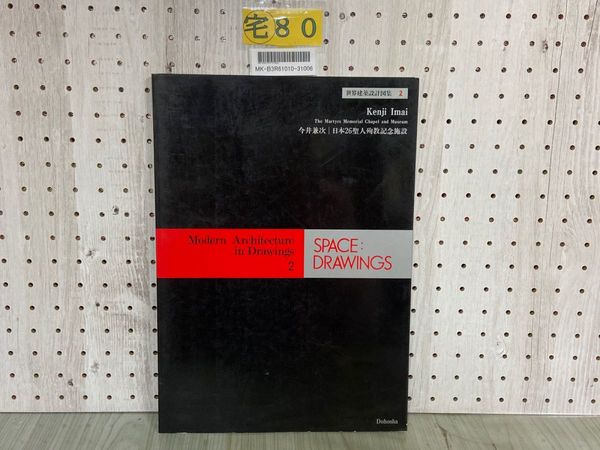 宅80
MK-B3R61010-31006
世界建築設計図集 2
Kenji Imai
The Martyrs Memorial Chapel and Museum
今井兼次│日本26聖人殉教記念施設
Modern Architecture
in Drawings
2
SPACE:
DRAWINGS
Dohosha